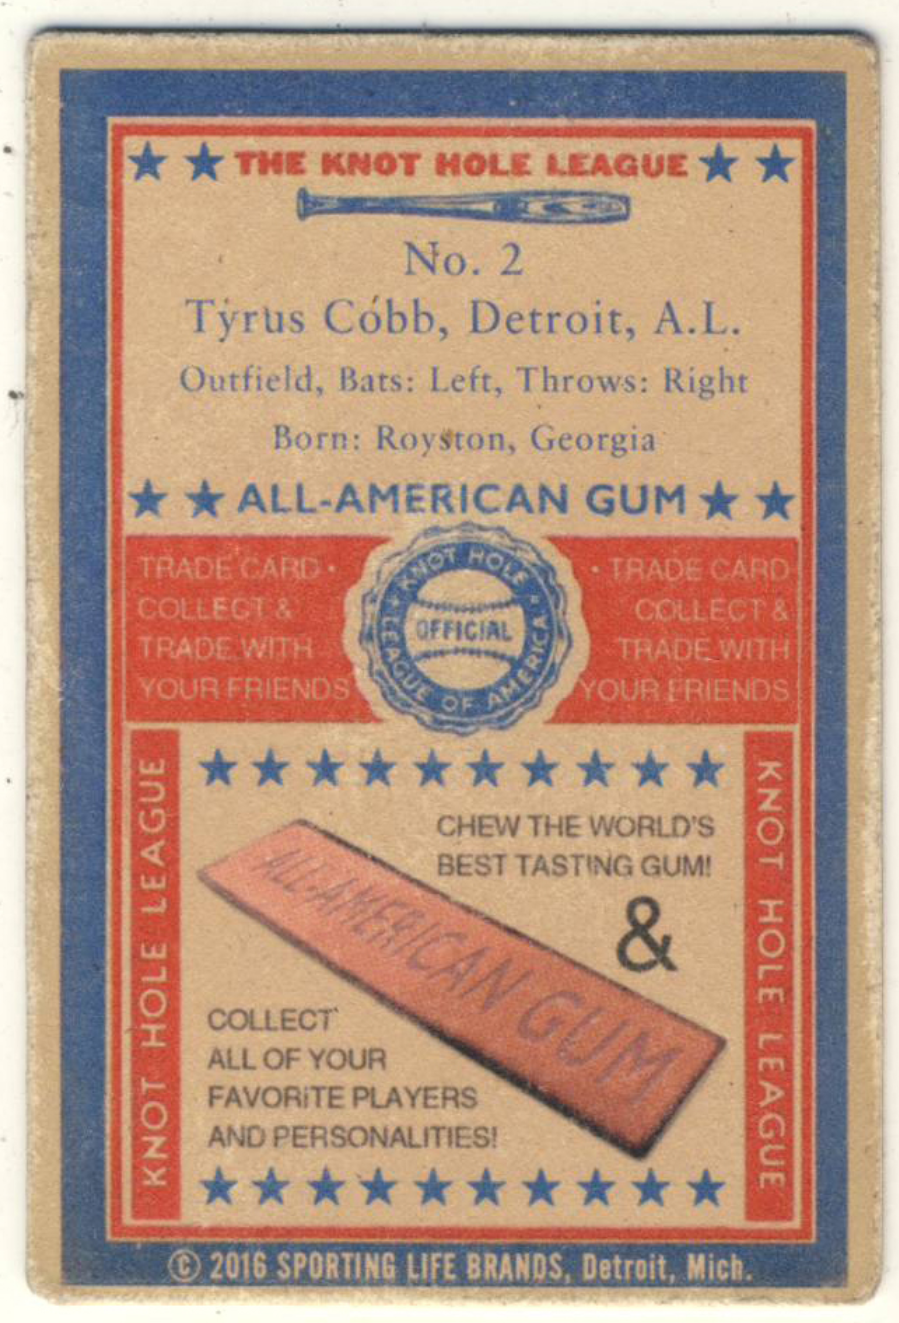 THE KNOT HOLE LEAGUE
No. 2
Tyrus Cobb, Detroit, A.L.
Outfield, Bats: Left, Throws: Right
Born: Royston, Georgia
ALL-AMERICAN GUM
TRADE CARD •
COLLECT &
TRADE WITH
YOUR FRIENDS
KNOT HOLE
LEAGUE OF AMERICA
OFFICIAL
• TRADE CARD
COLLECT &
TRADE WITH
YOUR FRIENDS
KNOT HOLE LEAGUE
CHEW THE WORLD'S
BEST TASTING GUM!
&
ALL-AMERICAN GUM
COLLECT
ALL OF YOUR
FAVORiTE PLAYERS
AND PERSONALITIES!
KNOT HOLE LEAGUE
© 2016 SPORTING LIFE BRANDS, Detroit, Mich.